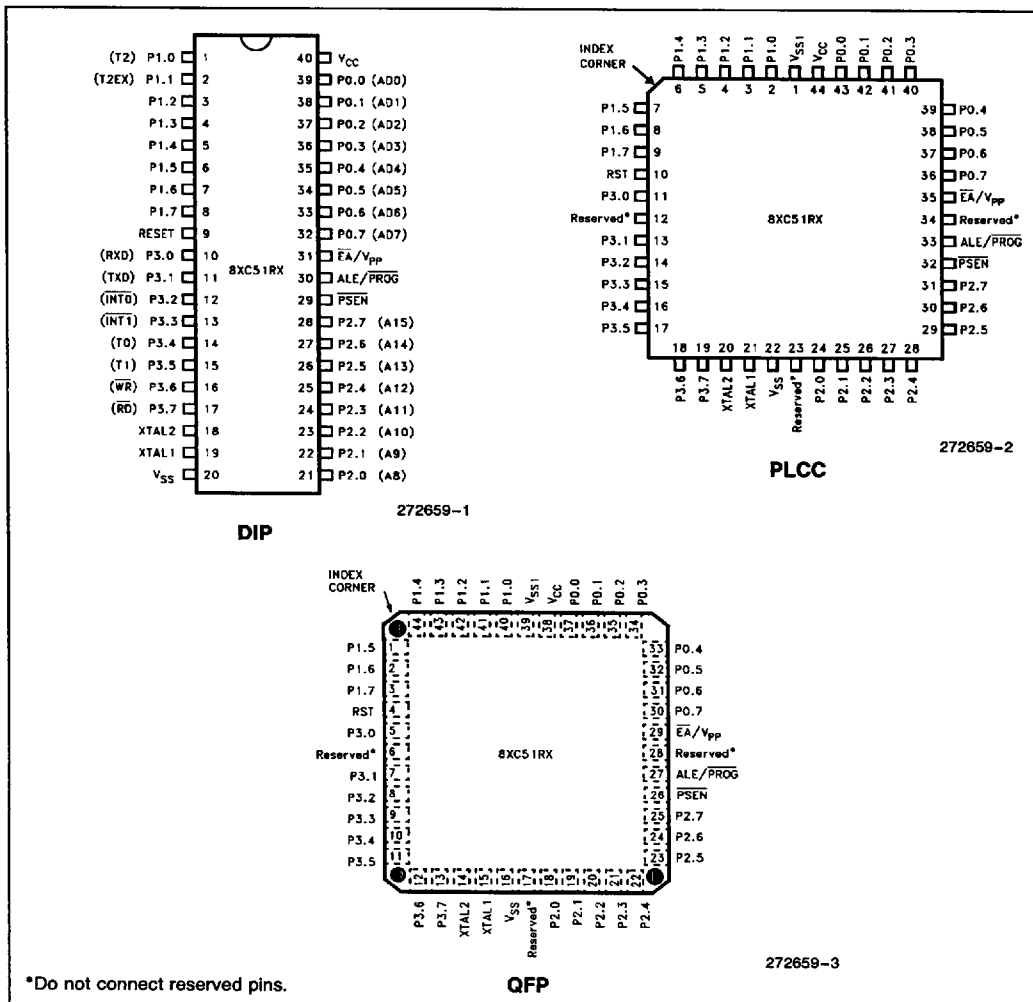 (T2) P1.0 1 40 VCC
(T2EX) P1.1 2 39 P0.0 (AD0)
P1.2 3 38 P0.1 (AD1)
P1.3 4 37 P0.2 (AD2)
P1.4 5 36 P0.3 (AD3)
P1.5 6 35 P0.4 (AD4)
P1.6 7 34 P0.5 (AD5)
P1.7 8 33 P0.6 (AD6)
RESET 9 32 P0.7 (AD7)
(RXD) P3.0 10 31 E̅A̅/VPP
8XC51RX
(TXD) P3.1 11 30 ALE/P̅R̅O̅G̅
(I̅N̅T̅0̅) P3.2 12 29 P̅S̅E̅N̅
(I̅N̅T̅1̅) P3.3 13 28 P2.7 (A15)
(T0) P3.4 14 27 P2.6 (A14)
(T1) P3.5 15 26 P2.5 (A13)
(W̅R̅) P3.6 16 25 P2.4 (A12)
(R̅D̅) P3.7 17 24 P2.3 (A11)
XTAL2 18 23 P2.2 (A10)
XTAL1 19 22 P2.1 (A9)
VSS 20 21 P2.0 (A8)
272659-1
DIP
INDEX
CORNER
P1.4 P1.3 P1.2 P1.1 P1.0 VSS1 VCC P0.0 P0.1 P0.2 P0.3
6 5 4 3 2 1 44 43 42 41 40
P1.5 7 39 P0.4
P1.6 8 38 P0.5
P1.7 9 37 P0.6
RST 10 36 P0.7
P3.0 11 35 E̅A̅/VPP
Reserved* 12 8XC51RX 34 Reserved*
P3.1 13 33 ALE/P̅R̅O̅G̅
P3.2 14 32 P̅S̅E̅N̅
P3.3 15 31 P2.7
P3.4 16 30 P2.6
P3.5 17 29 P2.5
18 19 20 21 22 23 24 25 26 27 28
P3.6 P3.7 XTAL2 XTAL1 VSS Reserved* P2.0 P2.1 P2.2 P2.3 P2.4
272659-2
PLCC
INDEX
CORNER
P1.4 P1.3 P1.2 P1.1 P1.0 VSS1 VCC P0.0 P0.1 P0.2 P0.3
44 43 42 41 40 39 38 37 36 35 34
P1.5 1 33 P0.4
P1.6 2 32 P0.5
P1.7 3 31 P0.6
RST 4 30 P0.7
P3.0 5 29 E̅A̅/VPP
Reserved* 6 8XC51RX 28 Reserved*
P3.1 7 27 ALE/P̅R̅O̅G̅
P3.2 8 26 P̅S̅E̅N̅
P3.3 9 25 P2.7
P3.4 10 24 P2.6
P3.5 11 23 P2.5
12 13 14 15 16 17 18 19 20 21 22
P3.6 P3.7 XTAL2 XTAL1 VSS Reserved* P2.0 P2.1 P2.2 P2.3 P2.4
272659-3
*Do not connect reserved pins.
QFP